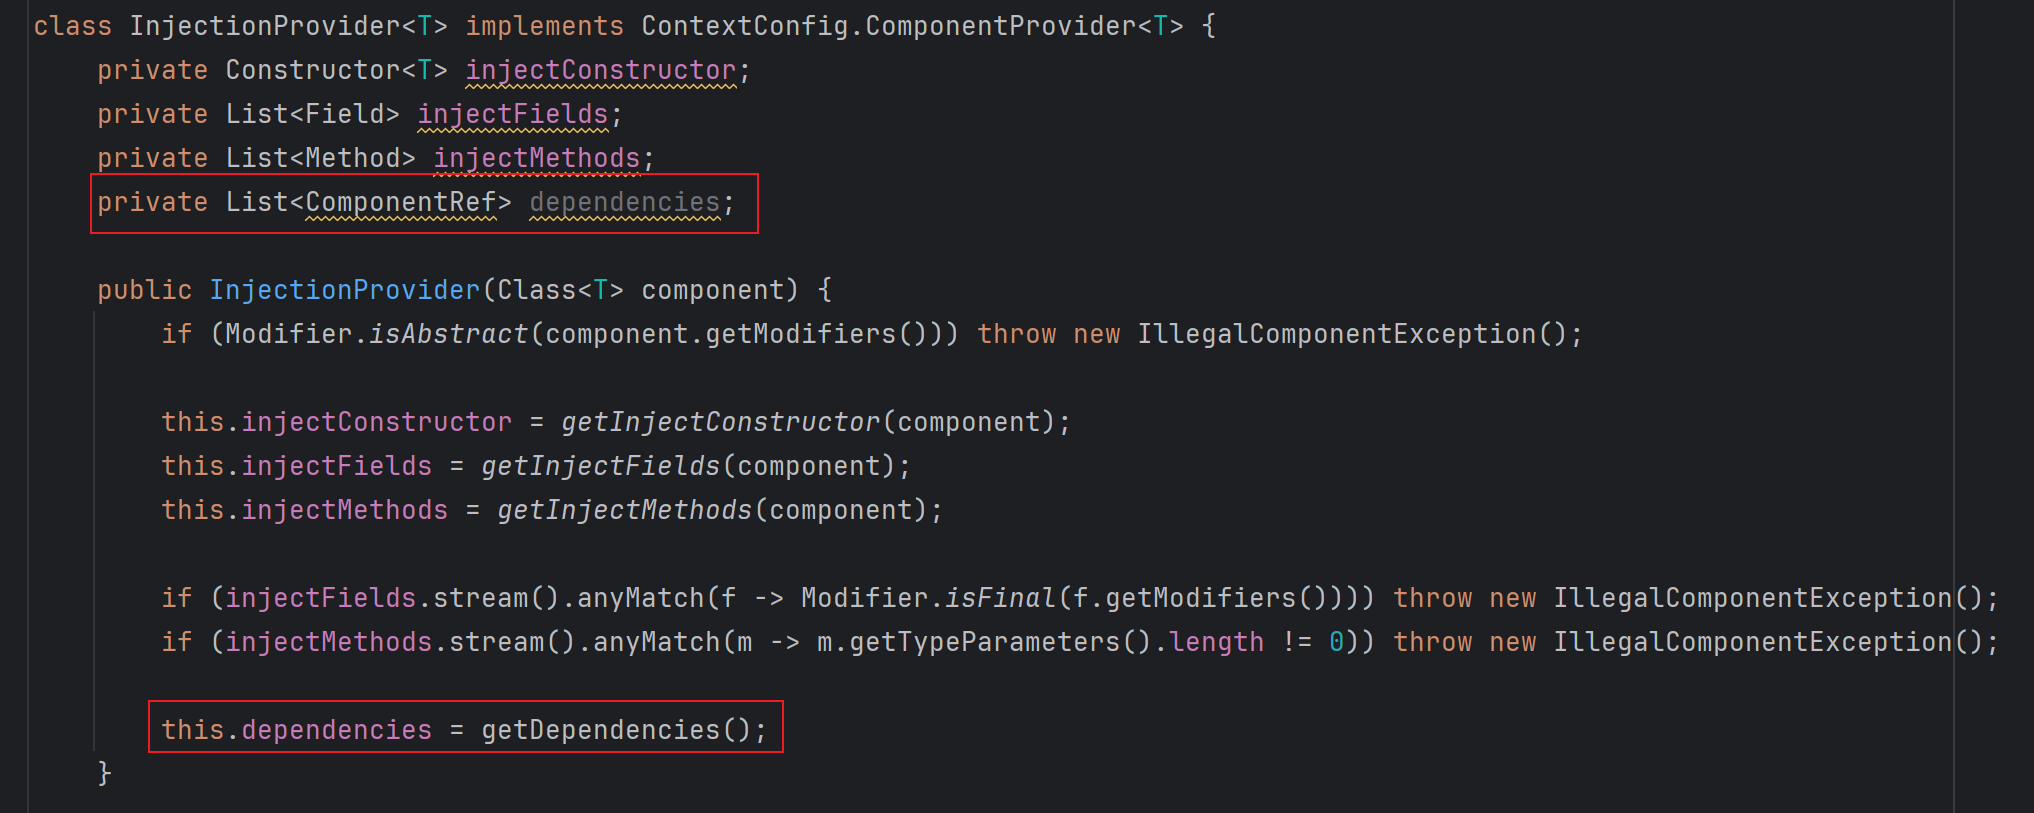 class InjectionProvider<T> implements ContextConfig.ComponentProvider<T> {
    private Constructor<T> injectConstructor;
    private List<Field> injectFields;
    private List<Method> injectMethods;
    private List<ComponentRef> dependencies;
    public InjectionProvider(Class<T> component) {
        if (Modifier.isAbstract(component.getModifiers())) throw new IllegalComponentException();
        this.injectConstructor = getInjectConstructor(component);
        this.injectFields = getInjectFields(component);
        this.injectMethods = getInjectMethods(component);
        if (injectFields.stream().anyMatch(f -> Modifier.isFinal(f.getModifiers()))) throw new IllegalComponentException();
        if (injectMethods.stream().anyMatch(m -> m.getTypeParameters().length != 0)) throw new IllegalComponentException();
        this.dependencies = getDependencies();
    }